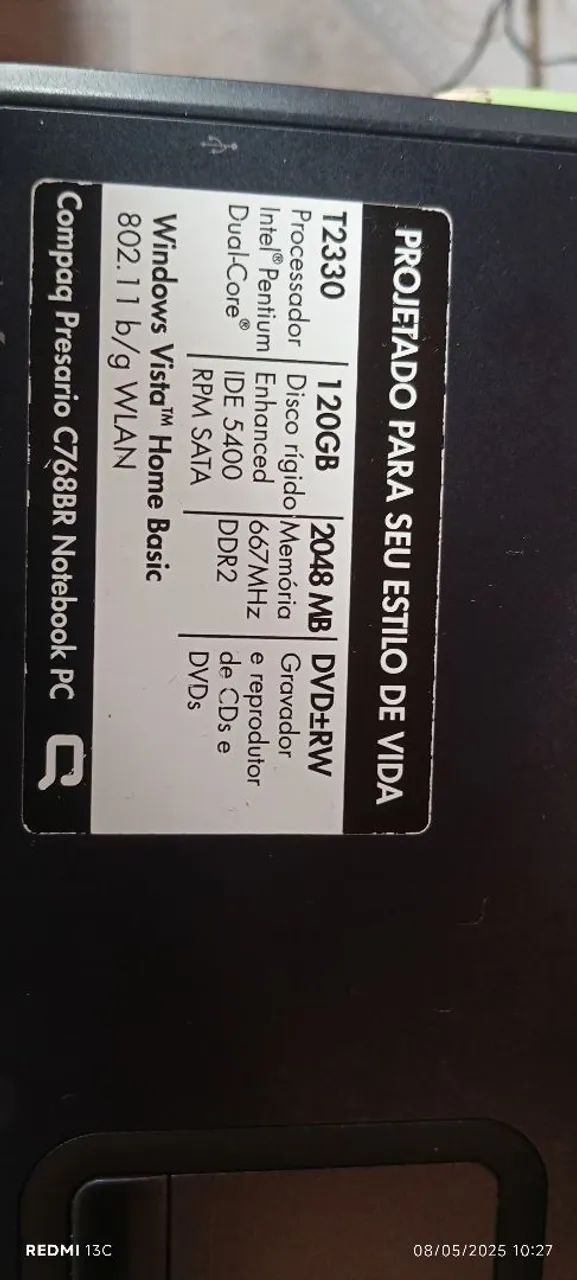 PROJETADO PARA SEU ESTILO DE VIDA
T2330
Processador
Intel® Pentium
Dual-Core®
120GB
Disco rígido
Enhanced
IDE 5400
RPM SATA
2048 MB
Memória
667MHz
DDR2
DVD±RW
Gravador
e reprodutor
de CDs e
DVDs
Windows Vista™ Home Basic
802.11 b/g WLAN
Compaq Presario C768BR Notebook PC
REDMI 13C
08/05/2025 10:27